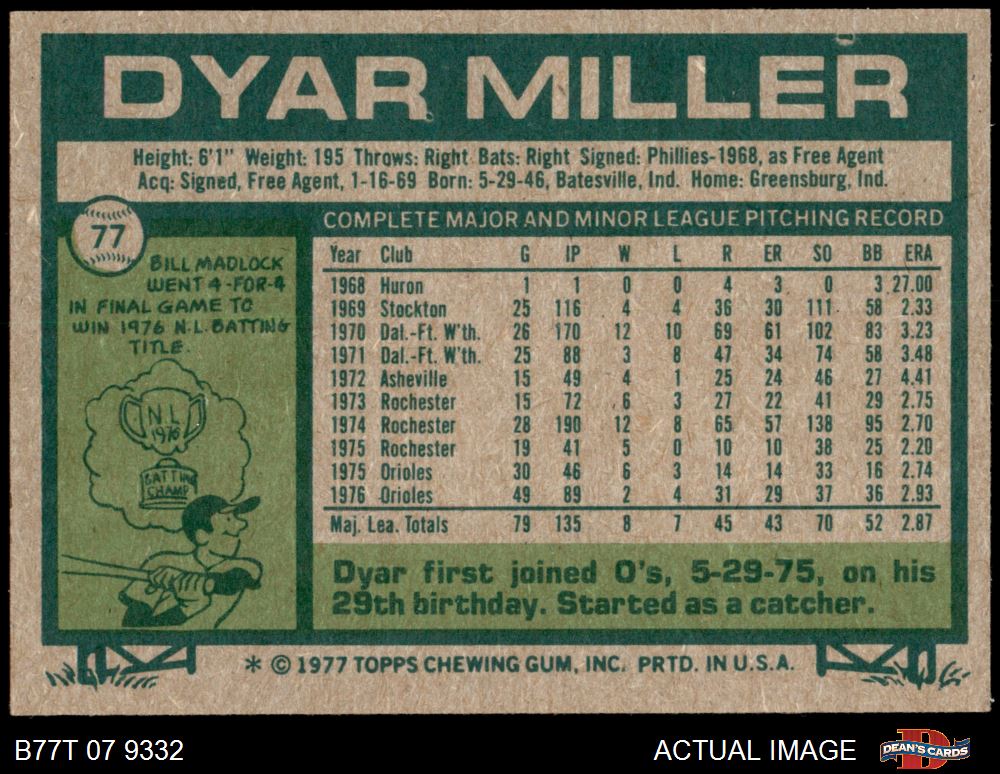 DYAR MILLER
Height: 6'1" Weight: 195 Throws: Right Bats: Right Signed: Phillies-1968, as Free Agent
Acq: Signed, Free Agent, 1-16-69 Born: 5-29-46, Batesville, Ind. Home: Greensburg, Ind.
77
BILL MADLOCK
WENT 4-FOR-4
IN FINAL GAME TO
WIN 1976 N.L. BATTING
TITLE.
N.L.
1976
BATTING
CHAMP
COMPLETE MAJOR AND MINOR LEAGUE PITCHING RECORD
Year Club G IP W L R ER SO BB ERA
1968 Huron 1 1 0 0 4 3 0 3 27.00
1969 Stockton 25 116 4 4 36 30 111 58 2.33
1970 Dal.-Ft. W'th. 26 170 12 10 69 61 102 83 3.23
1971 Dal.-Ft. W'th. 25 88 3 8 47 34 74 58 3.48
1972 Asheville 15 49 4 1 25 24 46 27 4.41
1973 Rochester 15 72 6 3 27 22 41 29 2.75
1974 Rochester 28 190 12 8 65 57 138 95 2.70
1975 Rochester 19 41 5 0 10 10 38 25 2.20
1975 Orioles 30 46 6 3 14 14 33 16 2.74
1976 Orioles 49 89 2 4 31 29 37 36 2.93
Maj. Lea. Totals 79 135 8 7 45 43 70 52 2.87
Dyar first joined O's, 5-29-75, on his
29th birthday. Started as a catcher.
* © 1977 TOPPS CHEWING GUM, INC. PRTD. IN U.S.A.
B77T 07 9332 ACTUAL IMAGE DEAN'S CARDS